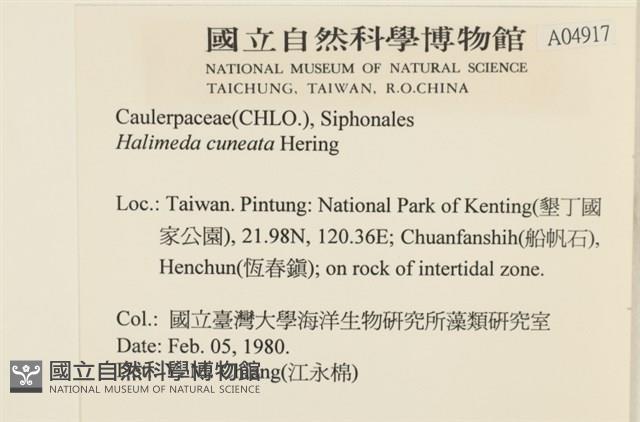 國立自然科學博物館
A04917
NATIONAL MUSEUM OF NATURAL SCIENCE
TAICHUNG, TAIWAN, R.O.CHINA
Caulerpaceae(CHLO.), Siphonales
Halimeda cuneata Hering
Loc.: Taiwan. Pintung: National Park of Kenting(墾丁國
家公園), 21.98N, 120.36E; Chuanfanshih(船帆石),
Henchun(恆春鎮); on rock of intertidal zone.
Col.: 國立臺灣大學海洋生物研究所藻類研究室
Date: Feb. 05, 1980.
(江永棉)
國立自然科學博物館
NATIONAL MUSEUM OF NATURAL SCIENCE